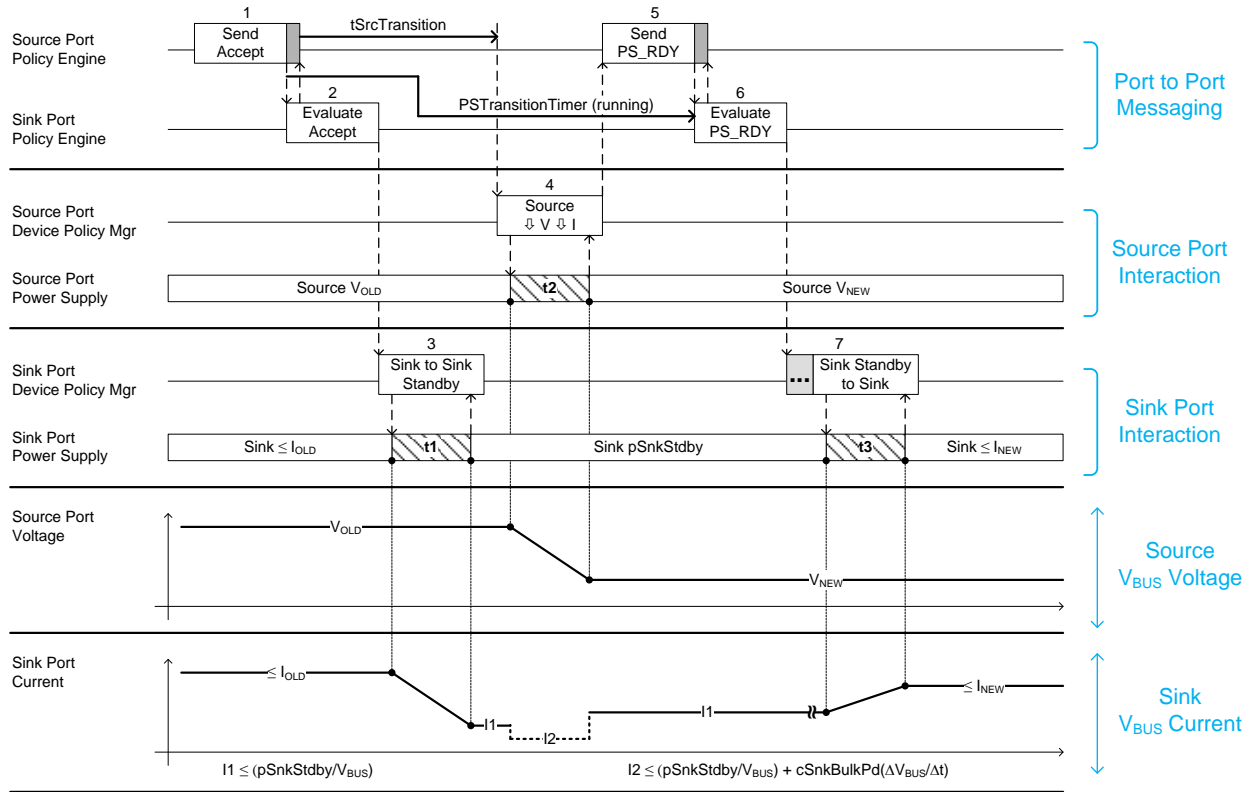 1
5
tSrcTransition
Source Port
Policy Engine
Send
Accept
Send
PS_RDY
2
6
PSTransitionTimer (running)
Sink Port
Policy Engine
Evaluate
Accept
Evaluate
PS_RDY
Port to Port
Messaging
4
Source Port
Device Policy Mgr
Source
⇩ V ⇩ I
Source Port
Power Supply
Source VOLD
t2
Source VNEW
Source Port
Interaction
3
7
Sink Port
Device Policy Mgr
Sink to Sink
Standby
...
Sink Standby
to Sink
Sink Port
Power Supply
Sink ≤ IOLD
t1
Sink pSnkStdby
t3
Sink ≤ INEW
Sink Port
Interaction
Source Port
Voltage
VOLD
VNEW
Source
VBUS Voltage
Sink Port
Current
≤ IOLD
I1
I2
I1
≤ INEW
I1 ≤ (pSnkStdby/VBUS)
I2 ≤ (pSnkStdby/VBUS) + cSnkBulkPd(ΔVBUS/Δt)
Sink
VBUS Current